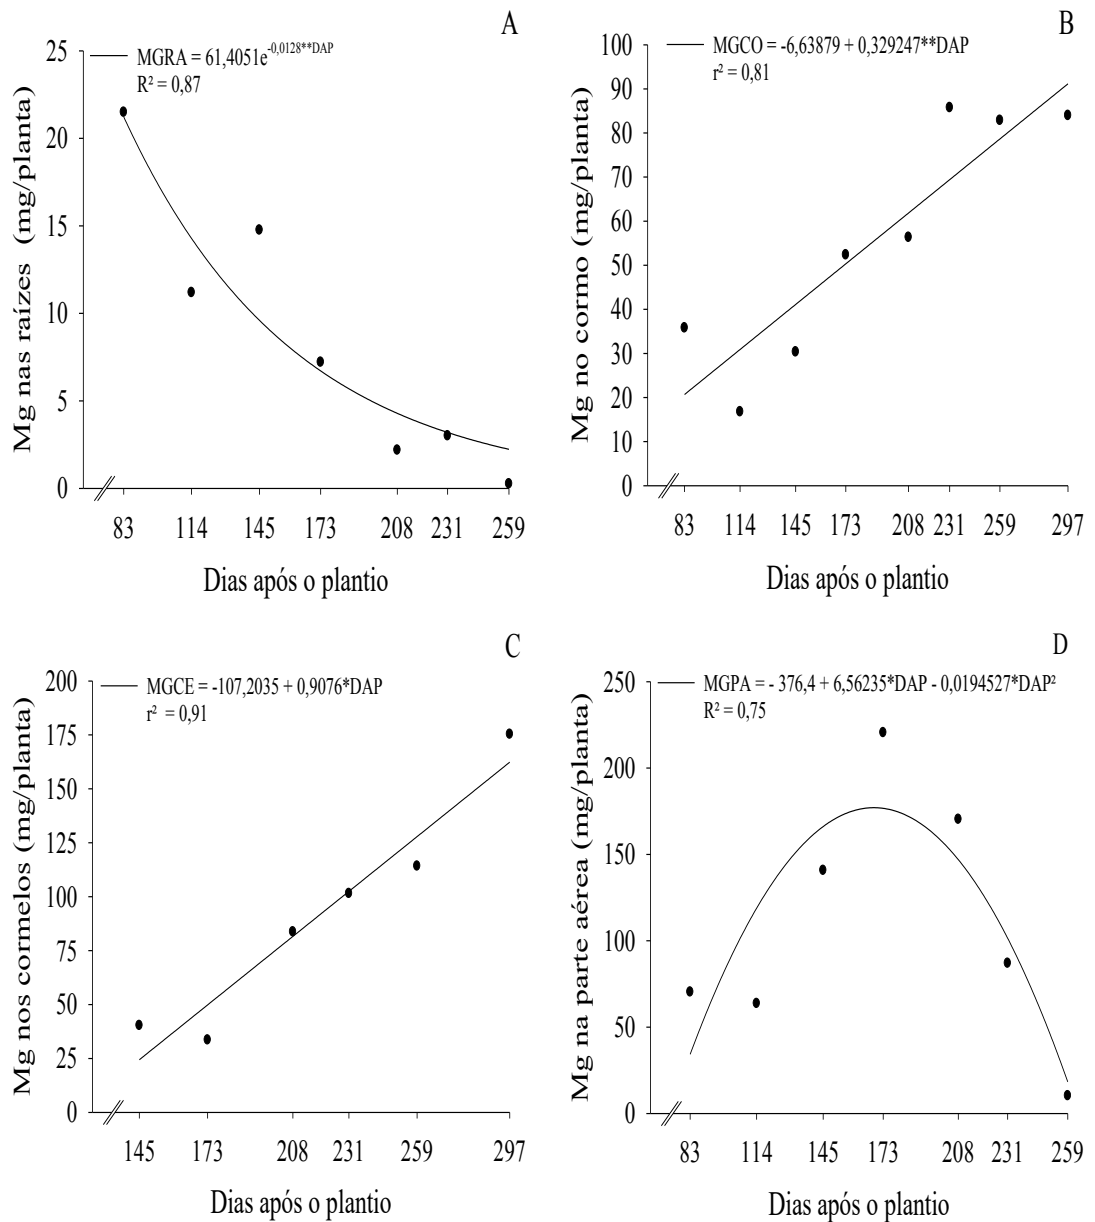 A
MGRA = 61,4051e^-0,0128**DAP
R² = 0,87
Mg nas raízes (mg/planta)
25
20
15
10
5
0
83 114 145 173 208 231 259
Dias após o plantio
B
MGCO = -6,63879 + 0,329247**DAP
r² = 0,81
Mg no cormo (mg/planta)
100
90
80
70
60
50
40
30
20
10
0
83 114 145 173 208 231 259 297
Dias após o plantio
C
MGCE = -107,2035 + 0,9076*DAP
r² = 0,91
Mg nos cormelos (mg/planta)
200
175
150
125
100
75
50
25
0
145 173 208 231 259 297
Dias após o plantio
D
MGPA = - 376,4 + 6,56235*DAP - 0,0194527*DAP²
R² = 0,75
Mg na parte aérea (mg/planta)
250
200
150
100
50
0
83 114 145 173 208 231 259
Dias após o plantio